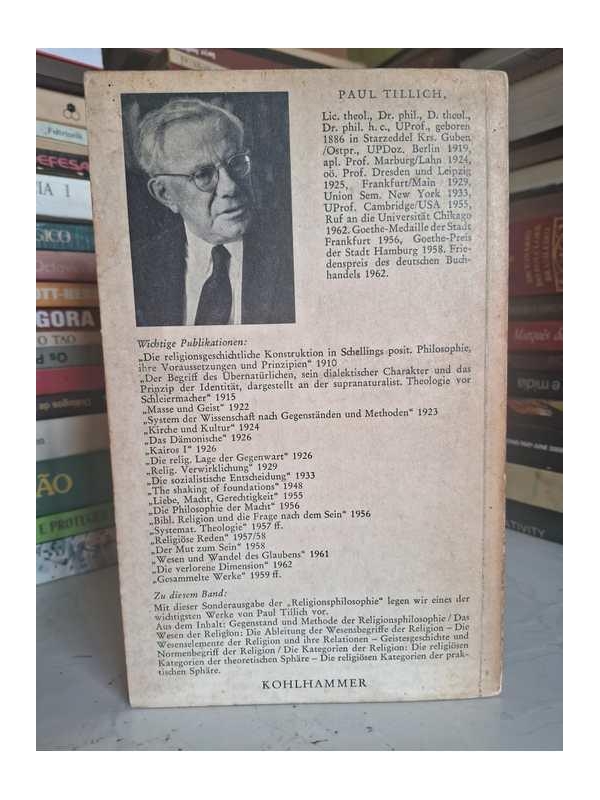 PAUL TILLICH,
Lic. theol., Dr. phil., D. theol.,
Dr. phil. h. c., UProf., geboren
1886 in Starzeddel Krs. Guben
/Ostpr., UPDoz. Berlin 1919,
apl. Prof. Marburg/Lahn 1924,
oö. Prof. Dresden und Leipzig
1925, Frankfurt/Main 1929,
Union Sem. New York 1933,
UProf. Cambridge/USA 1955,
Ruf an die Universität Chikago
1962. Goethe-Medaille der Stadt
Frankfurt 1956, Goethe-Preis
der Stadt Hamburg 1958. Frie-
denspreis des deutschen Buch-
handels 1962.
Wichtige Publikationen:
„Die religionsgeschichtliche Konstruktion in Schellings posit. Philosophie,
ihre Voraussetzungen und Prinzipien“ 1910
„Der Begriff des Übernatürlichen, sein dialektischer Charakter und das
Prinzip der Identität, dargestellt an der supranaturalist. Theologie vor
Schleiermacher“ 1915
„Masse und Geist“ 1922
„System der Wissenschaft nach Gegenständen und Methoden“ 1923
„Kirche und Kultur“ 1924
„Das Dämonische“ 1926
„Kairos I“ 1926
„Die relig. Lage der Gegenwart“ 1926
„Relig. Verwirklichung“ 1929
„Die sozialistische Entscheidung“ 1933
„The shaking of foundations“ 1948
„Liebe, Macht, Gerechtigkeit“ 1955
„Die Philosophie der Macht“ 1956
„Bibl. Religion und die Frage nach dem Sein“ 1956
„Systemat. Theologie“ 1957 ff.
„Religiöse Reden“ 1957/58
„Der Mut zum Sein“ 1958
„Wesen und Wandel des Glaubens“ 1961
„Die verlorene Dimension“ 1962
„Gesammelte Werke“ 1959 ff.
Zu diesem Band:
Mit dieser Sonderausgabe der „Religionsphilosophie“ legen wir eines der
wichtigsten Werke von Paul Tillich vor.
Aus dem Inhalt: Gegenstand und Methode der Religionsphilosophie / Das
Wesen der Religion: Die Ableitung der Wesensbegriffe der Religion – Die
Wesenselemente der Religion und ihre Relationen – Geistesgeschichte und
Normenbegriff der Religion / Die Kategorien der Religion: Die religiösen
Kategorien der theoretischen Sphäre – Die religiösen Kategorien der prak-
tischen Sphäre.
KOHLHAMMER
EFESA
IA 1
GORA
O TAO
Os P
ÃO
E PROTE
e mídia
ATIVITY